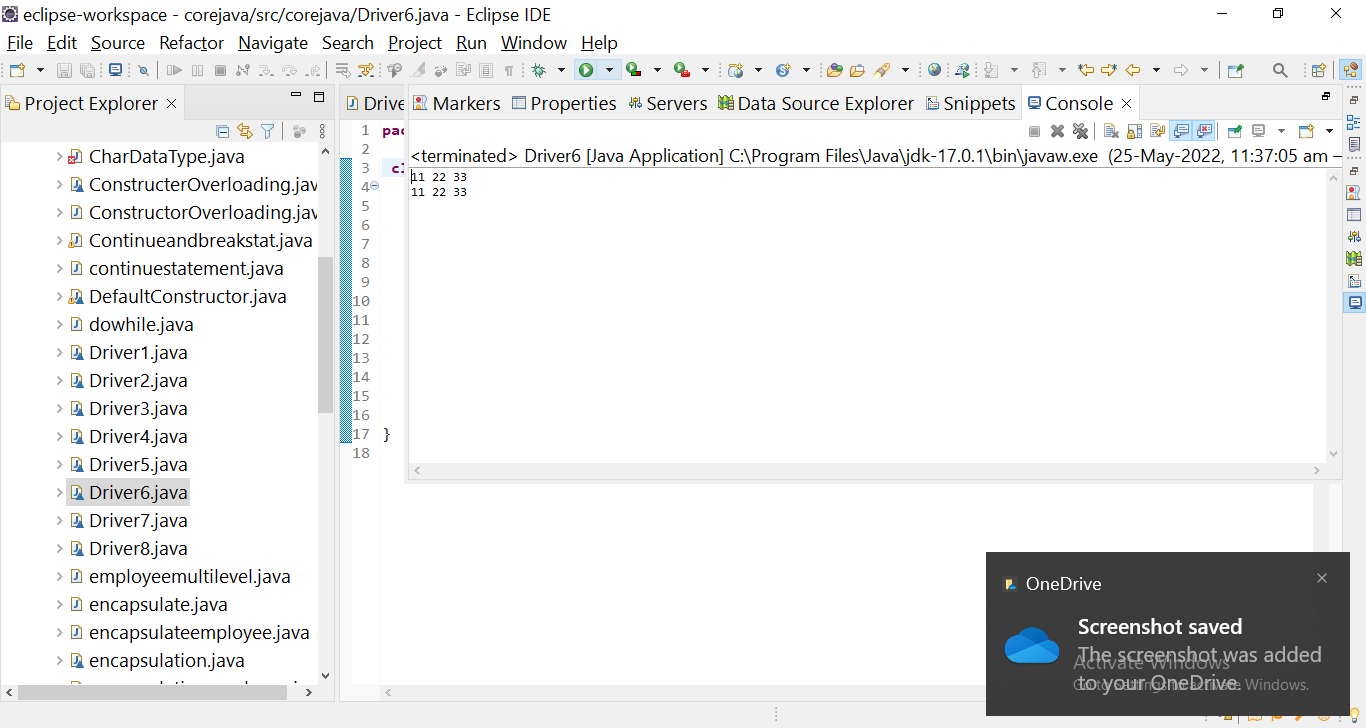 eclipse-workspace - corejava/src/corejava/Driver6.java - Eclipse IDE
File Edit Source Refactor Navigate Search Project Run Window Help
Project Explorer
CharDataType.java
ConstructerOverloading.jav
ConstructorOverloading.jav
Continueandbreakstat.java
continuestatement.java
DefaultConstructor.java
dowhile.java
Driver1.java
Driver2.java
Driver3.java
Driver4.java
Driver5.java
Driver6.java
Driver7.java
Driver8.java
employeemultilevel.java
encapsulate.java
encapsulateemployee.java
encapsulation.java
Drive
1 pac
2
3 cl
4
5
6
7
8
9
10
11
12
13
14
15
16
17 }
18
Markers Properties Servers Data Source Explorer Snippets Console
<terminated> Driver6 [Java Application] C:\Program Files\Java\jdk-17.0.1\bin\javaw.exe (25-May-2022, 11:37:05 am –
11 22 33
11 22 33
OneDrive
Screenshot saved
The screenshot was added
to your OneDrive.
Activate Windows
Go to Settings to activate Windows.